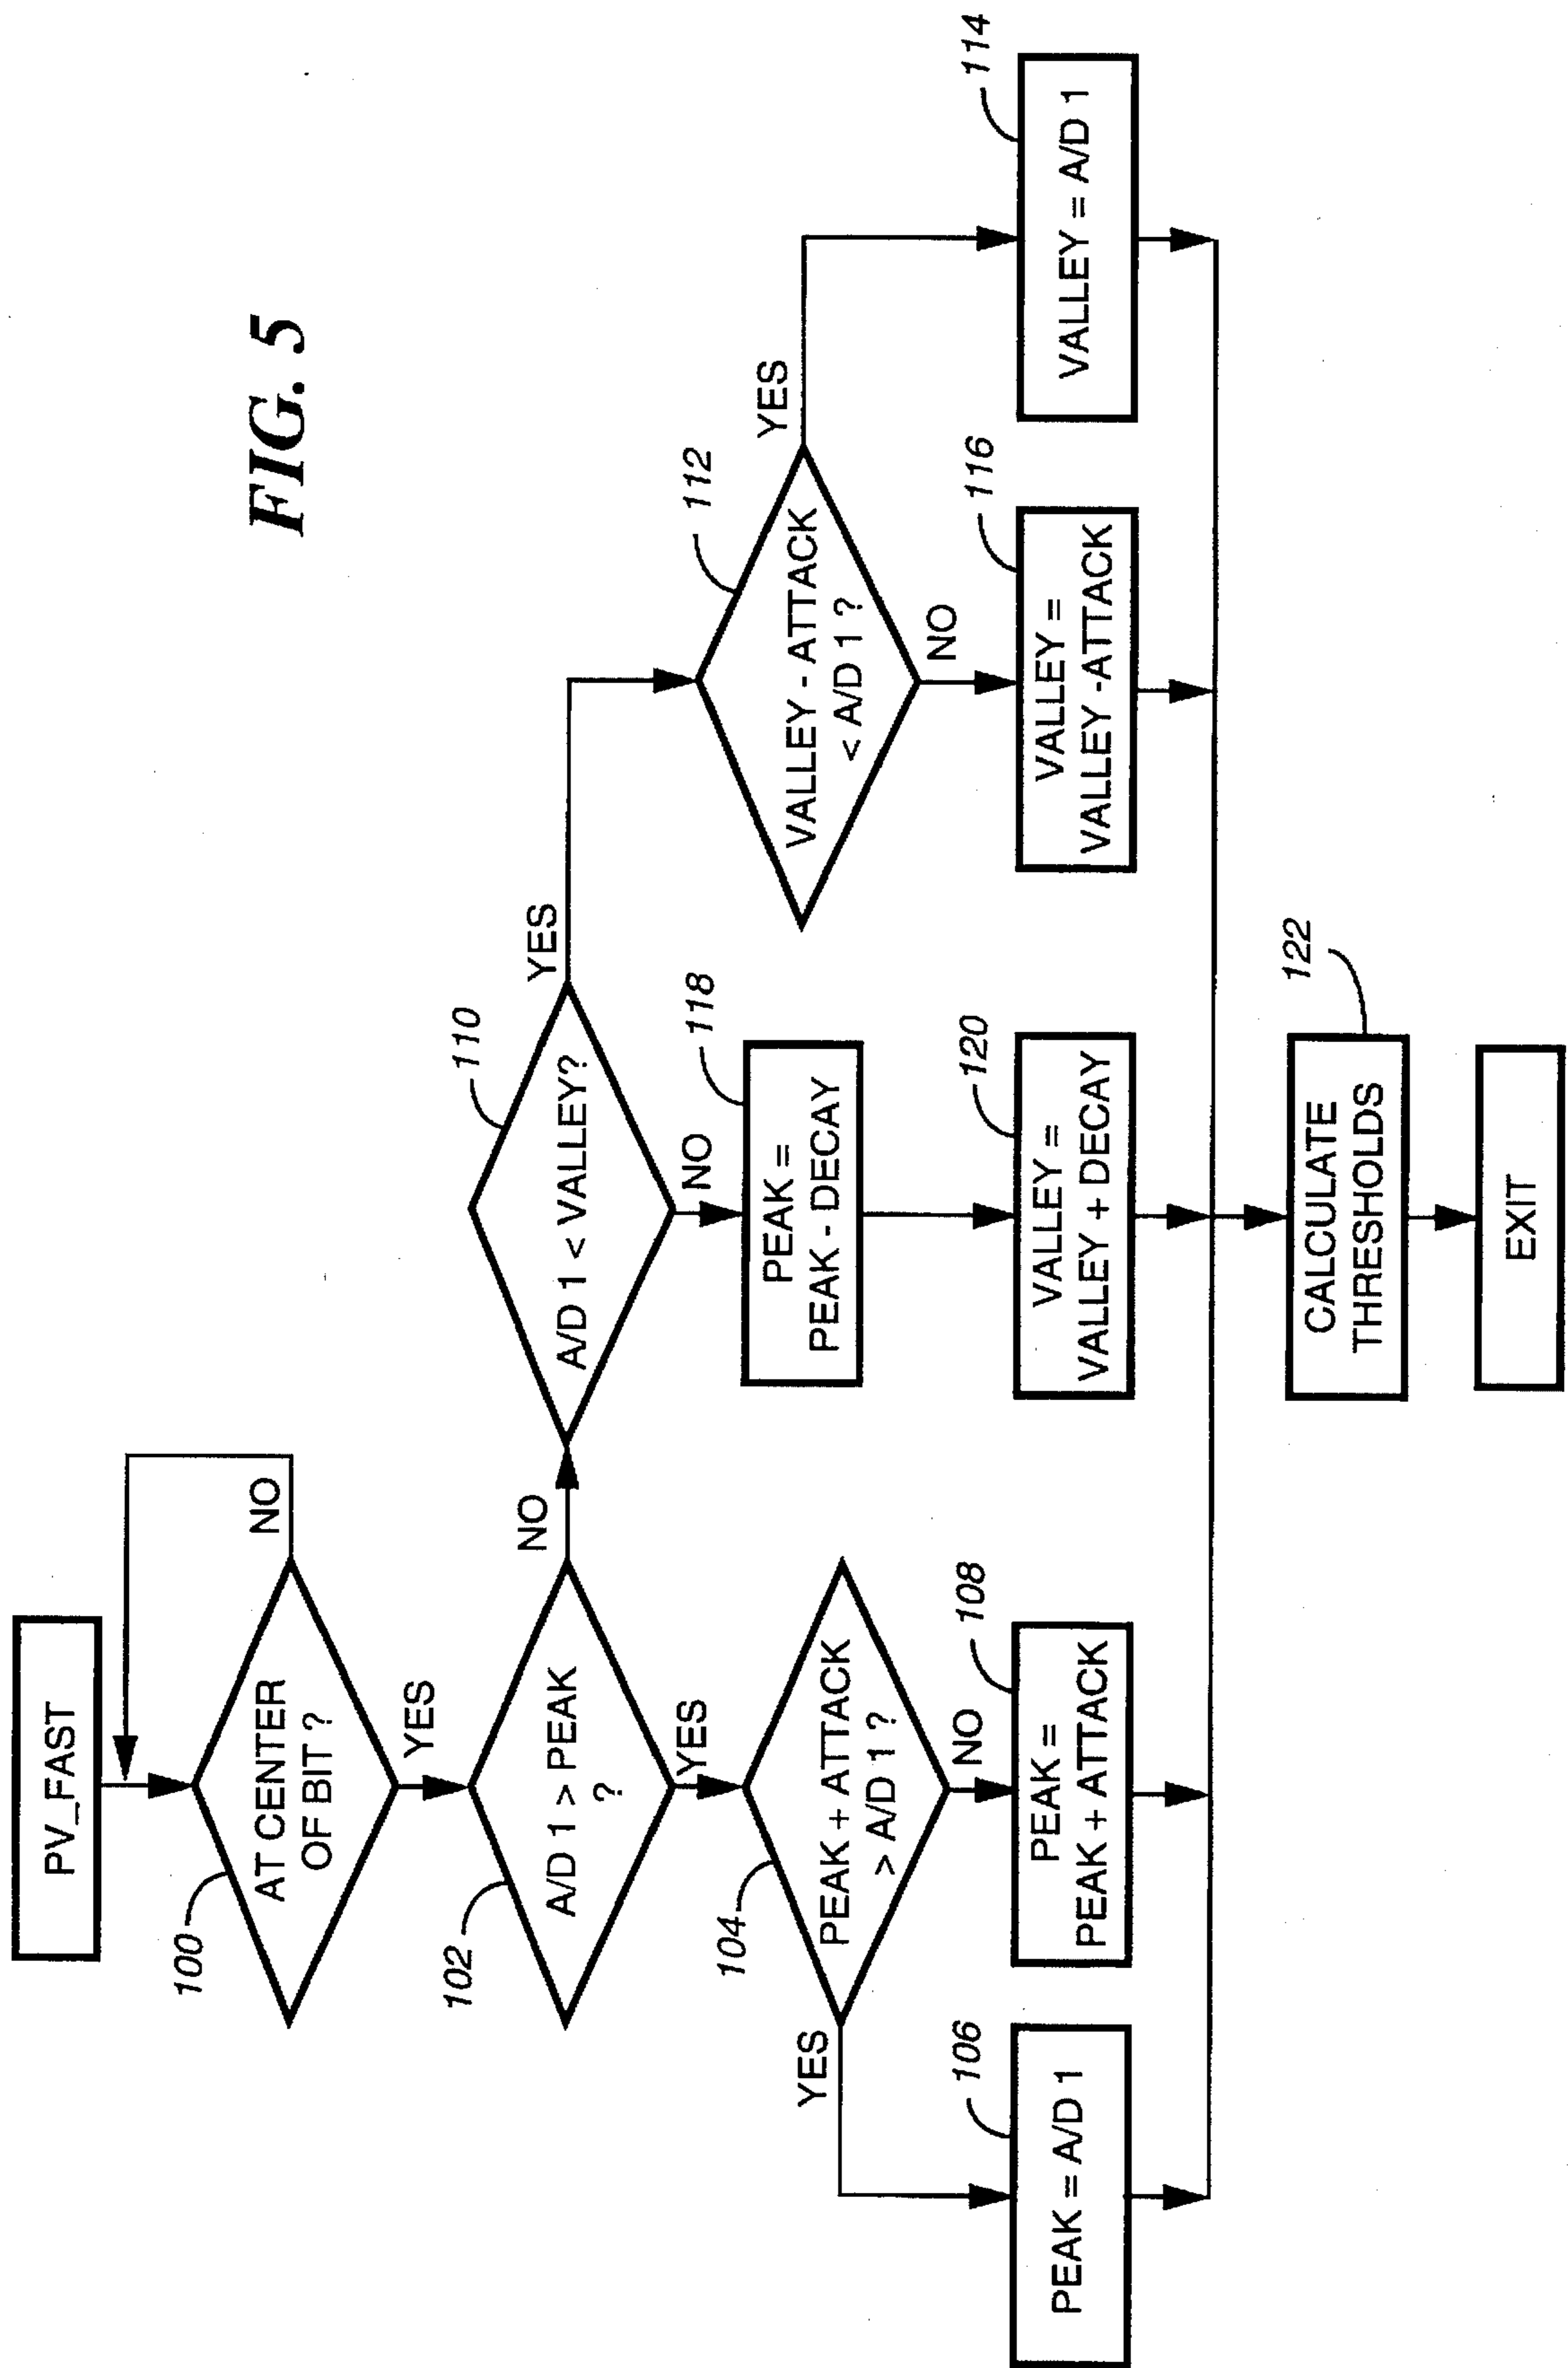 FIG. 5
PV_FAST
100
AT CENTER
OF BIT ?
NO
YES
102
A/D 1 > PEAK
?
NO
YES
110
A/D 1 < VALLEY?
YES
NO
104
PEAK + ATTACK
> A/D 1 ?
YES
NO
118
PEAK =
PEAK - DECAY
112
VALLEY - ATTACK
< A/D 1 ?
YES
NO
106
PEAK = A/D 1
108
PEAK =
PEAK + ATTACK
120
VALLEY =
VALLEY + DECAY
116
VALLEY =
VALLEY -ATTACK
114
VALLEY = A/D 1
122
CALCULATE
THRESHOLDS
EXIT